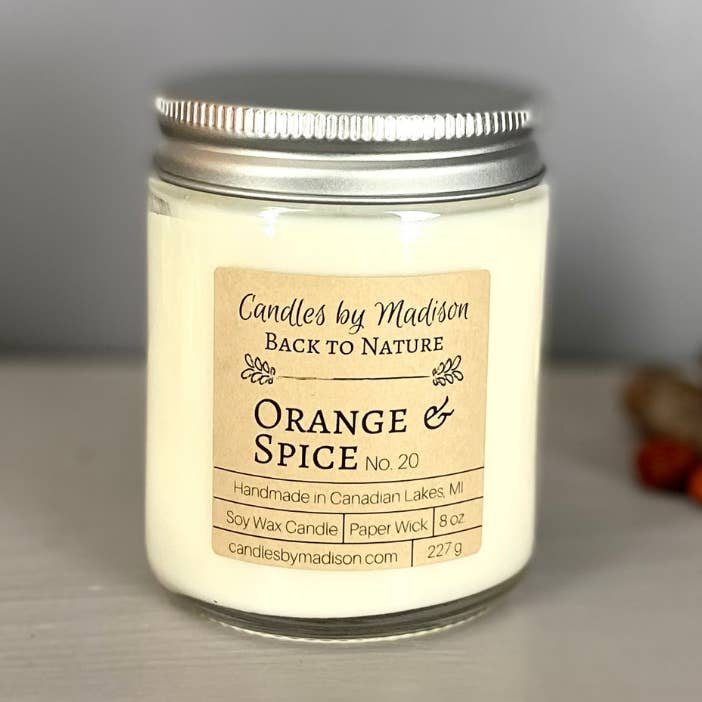 Candles by Madison
Back to Nature
Orange &
Spice No. 20
Handmade in Canadian Lakes, MI
Soy Wax Candle Paper Wick 8 oz
candlesbymadison.com 227 g